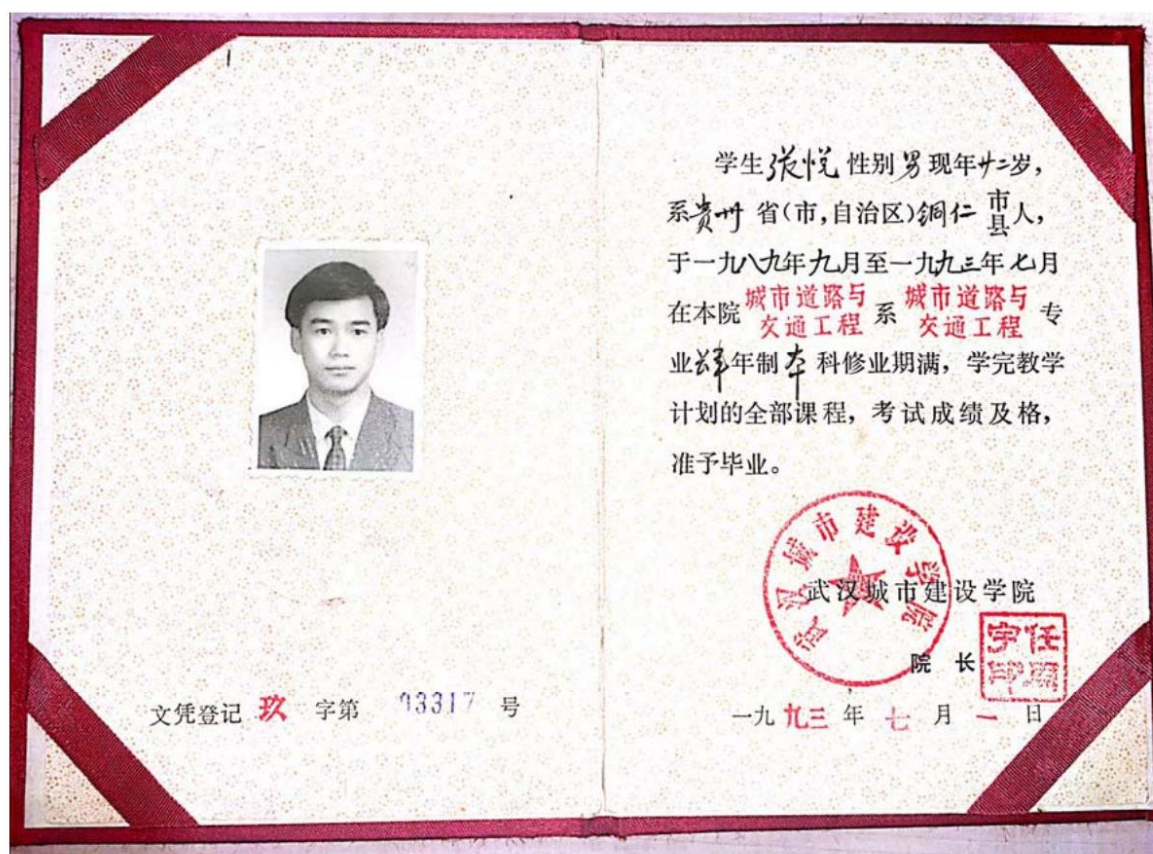 文凭登记 玖 字第 03317 号
学生张悦性别男现年廿二岁，
系贵州省（市，自治区）铜仁市县人，
于一九八九年九月至一九九三年七月
在本院城市道路与交通工程系城市道路与交通工程专
业肆年制本科修业期满，学完教学
计划的全部课程，考试成绩及格，
准予毕业。
武汉城市建设学院
武汉城市建设学院
院长
一九九三年七月一日